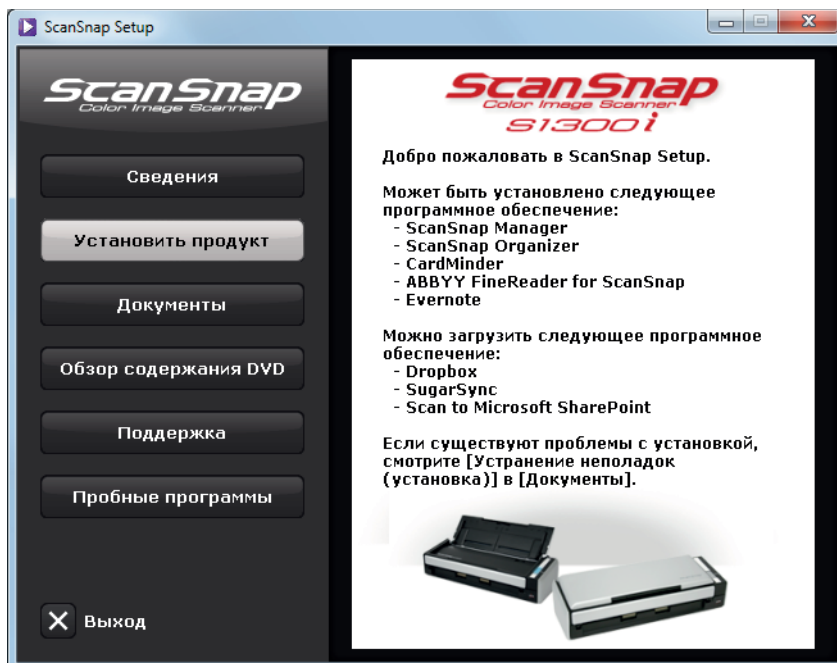 ScanSnap Setup
ScanSnap
Color Image Scanner
Сведения
Установить продукт
Документы
Обзор содержания DVD
Поддержка
Пробные программы
Выход
ScanSnap
Color Image Scanner
S1300i
Добро пожаловать в ScanSnap Setup.
Может быть установлено следующее
программное обеспечение:
- ScanSnap Manager
- ScanSnap Organizer
- CardMinder
- ABBYY FineReader for ScanSnap
- Evernote
Можно загрузить следующее программное
обеспечение:
- Dropbox
- SugarSync
- Scan to Microsoft SharePoint
Если существуют проблемы с установкой,
смотрите [Устранение неполадок
(установка)] в [Документы].